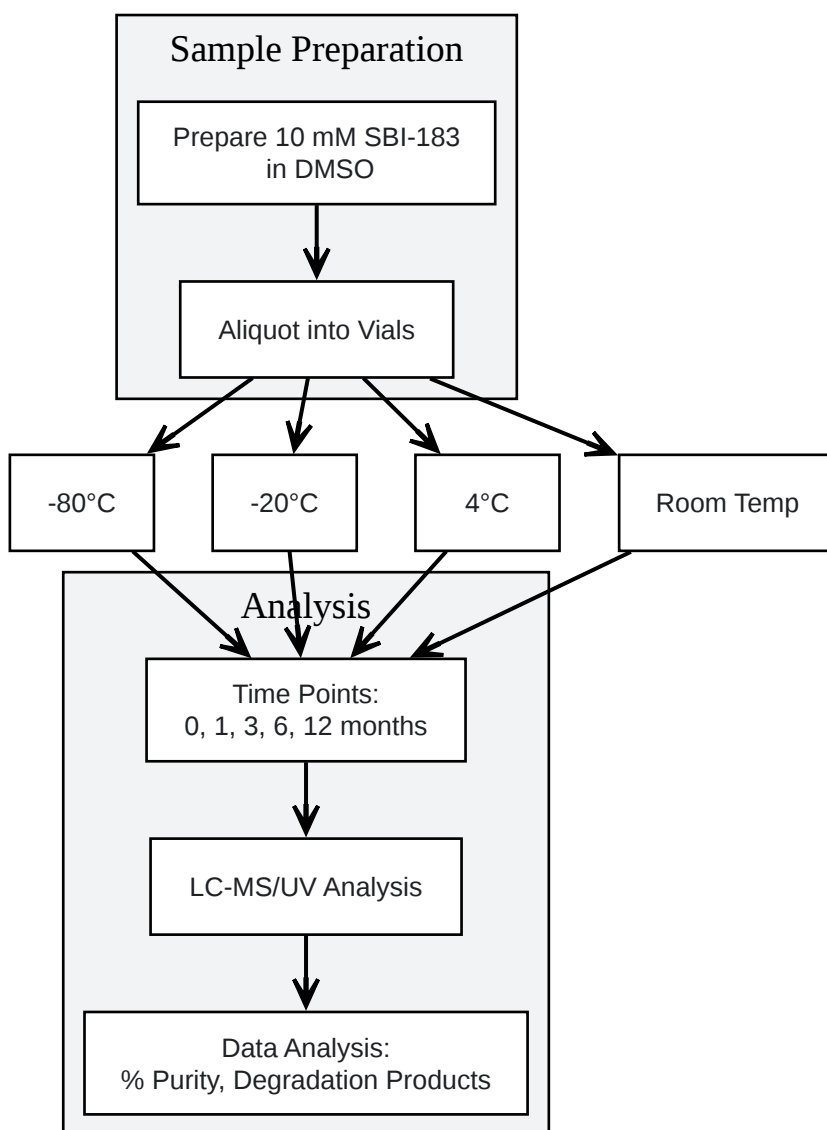 Sample Preparation
Prepare 10 mM SBI-183
in DMSO
Aliquot into Vials
-80°C
-20°C
4°C
Room Temp
Analysis
Time Points:
0, 1, 3, 6, 12 months
LC-MS/UV Analysis
Data Analysis:
% Purity, Degradation Products